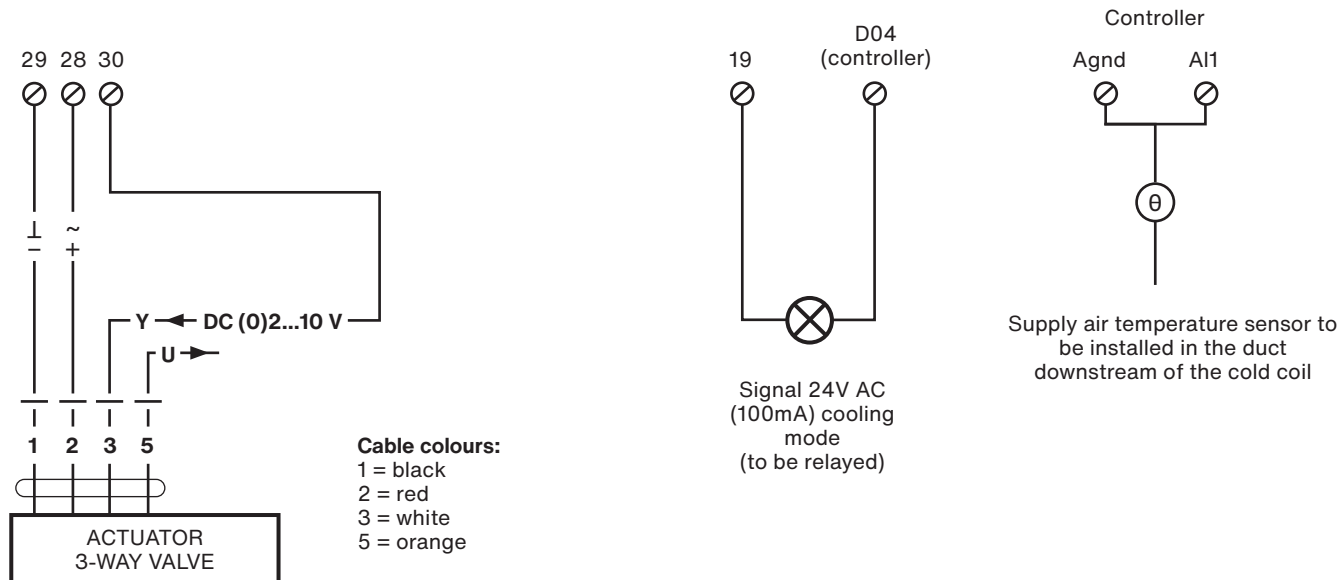 29 28 30
⊥ ~
− +
Y DC (0)2...10 V
U
1 2 3 5
ACTUATOR
3-WAY VALVE
Cable colours:
1 = black
2 = red
3 = white
5 = orange
19
D04
(controller)
Signal 24V AC
(100mA) cooling
mode
(to be relayed)
Controller
Agnd AI1
θ
Supply air temperature sensor to
be installed in the duct
downstream of the cold coil